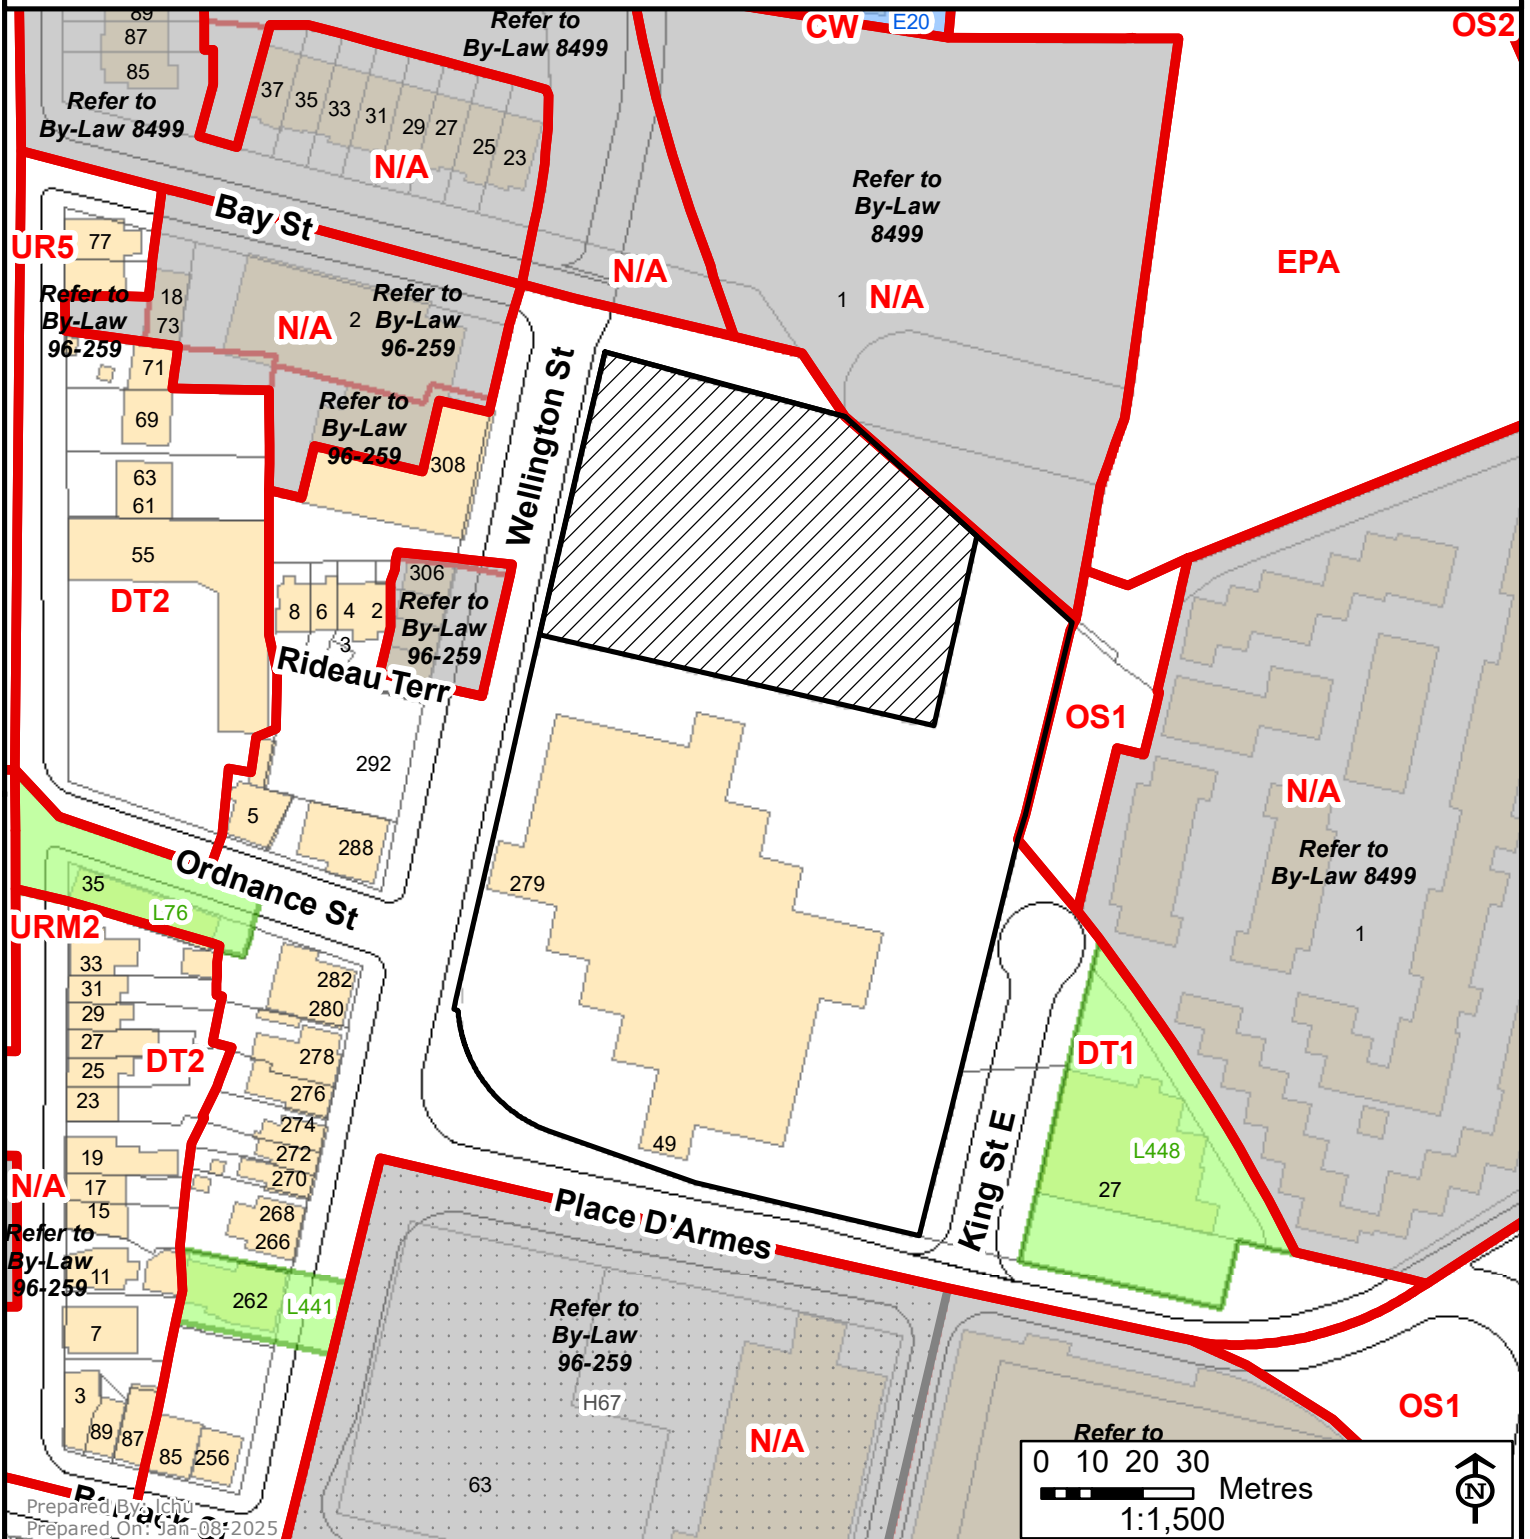 89
87
85
Refer to
By-Law 8499
Refer to
By-Law 8499
CW
E20
OS2
37
35
33
31
29
27
25
23
N/A
Refer to
By-Law
8499
Bay St
77
UR5
EPA
N/A
1
N/A
Refer to
By-Law
96-259
18
73
N/A
2
Refer to
By-Law
96-259
71
69
Refer to
By-Law
96-259
308
Wellington St
63
61
55
DT2
306
8
6
4
2
3
Refer to
By-Law
96-259
Rideau Terr
OS1
292
5
288
N/A
Refer to
By-Law 8499
1
Ordnance St
35
L76
279
URM2
33
31
29
27
25
23
282
280
278
276
274
272
270
268
266
DT2
DT1
19
17
15
11
7
N/A
Refer to
By-Law
96-259
49
King St E
L448
27
Place D'Armes
262
L441
Refer to
By-Law
96-259
H67
N/A
63
OS1
3
89
87
85
256
Refer to
0 10 20 30
Metres
1:1,500
N
Prepared By: lchu
Prepared On: Jan-08-2025